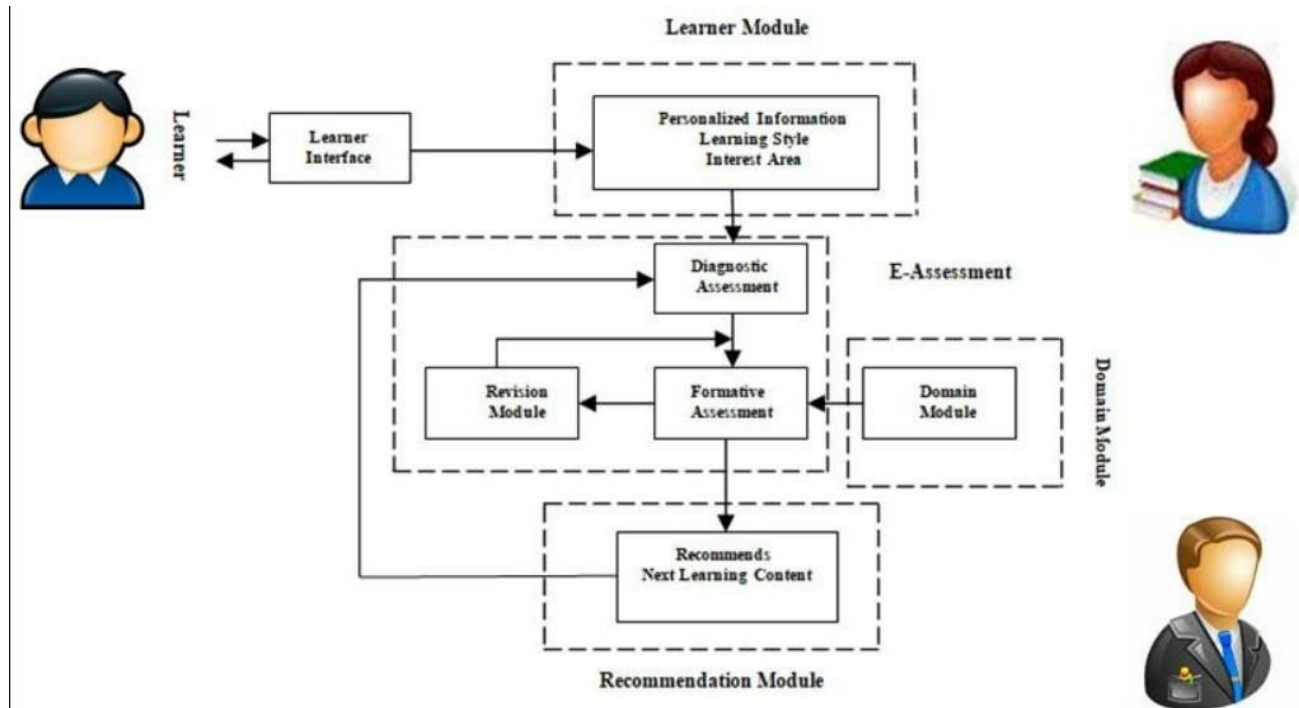 Learner Module
Learner
Learner
Interface
Personalized Information
Learning Style
Interest Area
Diagnostic
Assessment
E-Assessment
Revision
Module
Formative
Assessment
Domain
Module
Domain Module
Recommends
Next Learning Content
Recommendation Module